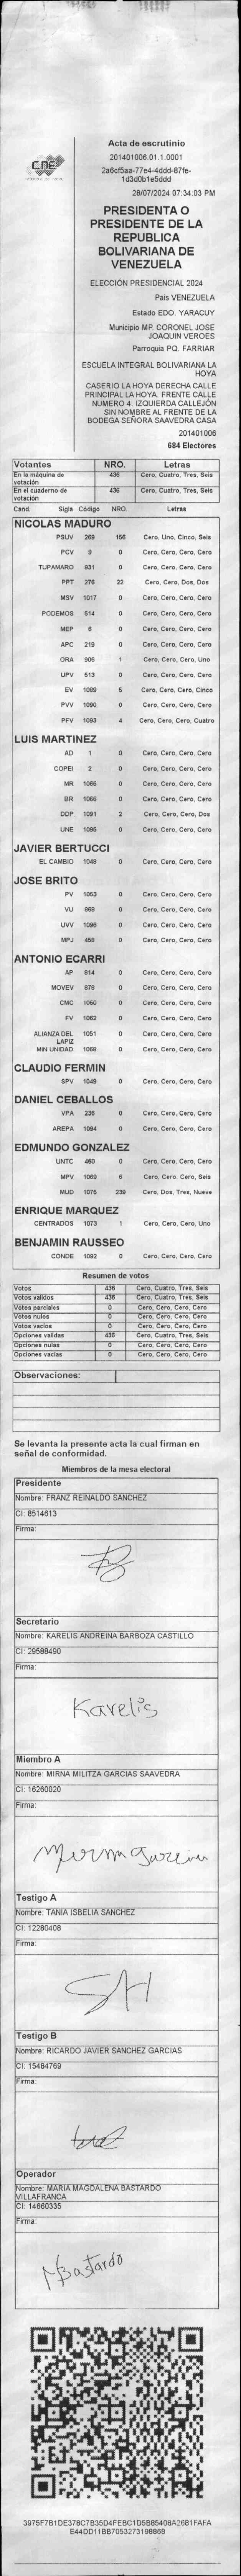 CNE
Acta de escrutinio
201401006.01.1.0001
2a6cf5aa-77e4-4ddd-87fe-
1d3d0b1e5ddd
28/07/2024 07:34:03 PM
PRESIDENTA O
PRESIDENTE DE LA
REPUBLICA
BOLIVARIANA DE
VENEZUELA
ELECCIÓN PRESIDENCIAL 2024
País VENEZUELA
Estado EDO. YARACUY
Municipio MP. CORONEL JOSE
JOAQUIN VEROES
Parroquia PQ. FARRIAR
ESCUELA INTEGRAL BOLIVARIANA LA
HOYA
CASERIO LA HOYA DERECHA CALLE
PRINCIPAL LA HOYA. FRENTE CALLE
NUMERO 4. IZQUIERDA CALLEJÓN
SIN NOMBRE AL FRENTE DE LA
BODEGA SEÑORA SAAVEDRA CASA
201401006
684 Electores
Votantes NRO. Letras
En la máquina de votación 436 Cero, Cuatro, Tres, Seis
En el cuaderno de votación 436 Cero, Cuatro, Tres, Seis
Cand. Sigla Código NRO. Letras
NICOLAS MADURO
PSUV 269 156 Cero, Uno, Cinco, Seis
PCV 9 0 Cero, Cero, Cero, Cero
TUPAMARO 931 0 Cero, Cero, Cero, Cero
PPT 276 22 Cero, Cero, Dos, Dos
MSV 1017 0 Cero, Cero, Cero, Cero
PODEMOS 514 0 Cero, Cero, Cero, Cero
MEP 6 0 Cero, Cero, Cero, Cero
APC 219 0 Cero, Cero, Cero, Cero
ORA 906 1 Cero, Cero, Cero, Uno
UPV 513 0 Cero, Cero, Cero, Cero
EV 1089 5 Cero, Cero, Cero, Cinco
PVV 1090 0 Cero, Cero, Cero, Cero
PFV 1093 4 Cero, Cero, Cero, Cuatro
LUIS MARTINEZ
AD 1 0 Cero, Cero, Cero, Cero
COPEI 2 0 Cero, Cero, Cero, Cero
MR 1065 0 Cero, Cero, Cero, Cero
BR 1066 0 Cero, Cero, Cero, Cero
DDP 1091 2 Cero, Cero, Cero, Dos
UNE 1095 0 Cero, Cero, Cero, Cero
JAVIER BERTUCCI
EL CAMBIO 1048 0 Cero, Cero, Cero, Cero
JOSE BRITO
PV 1053 0 Cero, Cero, Cero, Cero
VU 868 0 Cero, Cero, Cero, Cero
UVV 1096 0 Cero, Cero, Cero, Cero
MPJ 458 0 Cero, Cero, Cero, Cero
ANTONIO ECARRI
AP 814 0 Cero, Cero, Cero, Cero
MOVEV 878 0 Cero, Cero, Cero, Cero
CMC 1050 0 Cero, Cero, Cero, Cero
FV 1062 0 Cero, Cero, Cero, Cero
ALIANZA DEL LAPIZ 1051 0 Cero, Cero, Cero, Cero
MIN UNIDAD 1068 0 Cero, Cero, Cero, Cero
CLAUDIO FERMIN
SPV 1049 0 Cero, Cero, Cero, Cero
DANIEL CEBALLOS
VPA 236 0 Cero, Cero, Cero, Cero
AREPA 1094 0 Cero, Cero, Cero, Cero
EDMUNDO GONZALEZ
UNTC 460 0 Cero, Cero, Cero, Cero
MPV 1069 6 Cero, Cero, Cero, Seis
MUD 1076 239 Cero, Dos, Tres, Nueve
ENRIQUE MARQUEZ
CENTRADOS 1073 1 Cero, Cero, Cero, Uno
BENJAMIN RAUSSEO
CONDE 1092 0 Cero, Cero, Cero, Cero
Resumen de votos
Votos 436 Cero, Cuatro, Tres, Seis
Votos validos 436 Cero, Cuatro, Tres, Seis
Votos parciales 0 Cero, Cero, Cero, Cero
Votos nulos 0 Cero, Cero, Cero, Cero
Votos vacios 0 Cero, Cero, Cero, Cero
Opciones validas 436 Cero, Cuatro, Tres, Seis
Opciones nulas 0 Cero, Cero, Cero, Cero
Opciones vacias 0 Cero, Cero, Cero, Cero
Observaciones:
Se levanta la presente acta la cual firman en
señal de conformidad.
Miembros de la mesa electoral
Presidente
Nombre: FRANZ REINALDO SANCHEZ
CI: 8514613
Firma:
Secretario
Nombre: KARELIS ANDREINA BARBOZA CASTILLO
CI: 29588490
Firma:
Karelis
Miembro A
Nombre: MIRNA MILITZA GARCIAS SAAVEDRA
CI: 16260020
Firma:
Testigo A
Nombre: TANIA ISBELIA SANCHEZ
CI: 12280408
Firma:
Testigo B
Nombre: RICARDO JAVIER SANCHEZ GARCIAS
CI: 15484769
Firma:
Operador
Nombre: MARIA MAGDALENA BASTARDO
VILLAFRANCA
CI: 14660335
Firma:
MBastardo
3975F7B1DE378C7B35D4FEBC1D5B85408A2681FAFA
E44DD11BB7053273198868